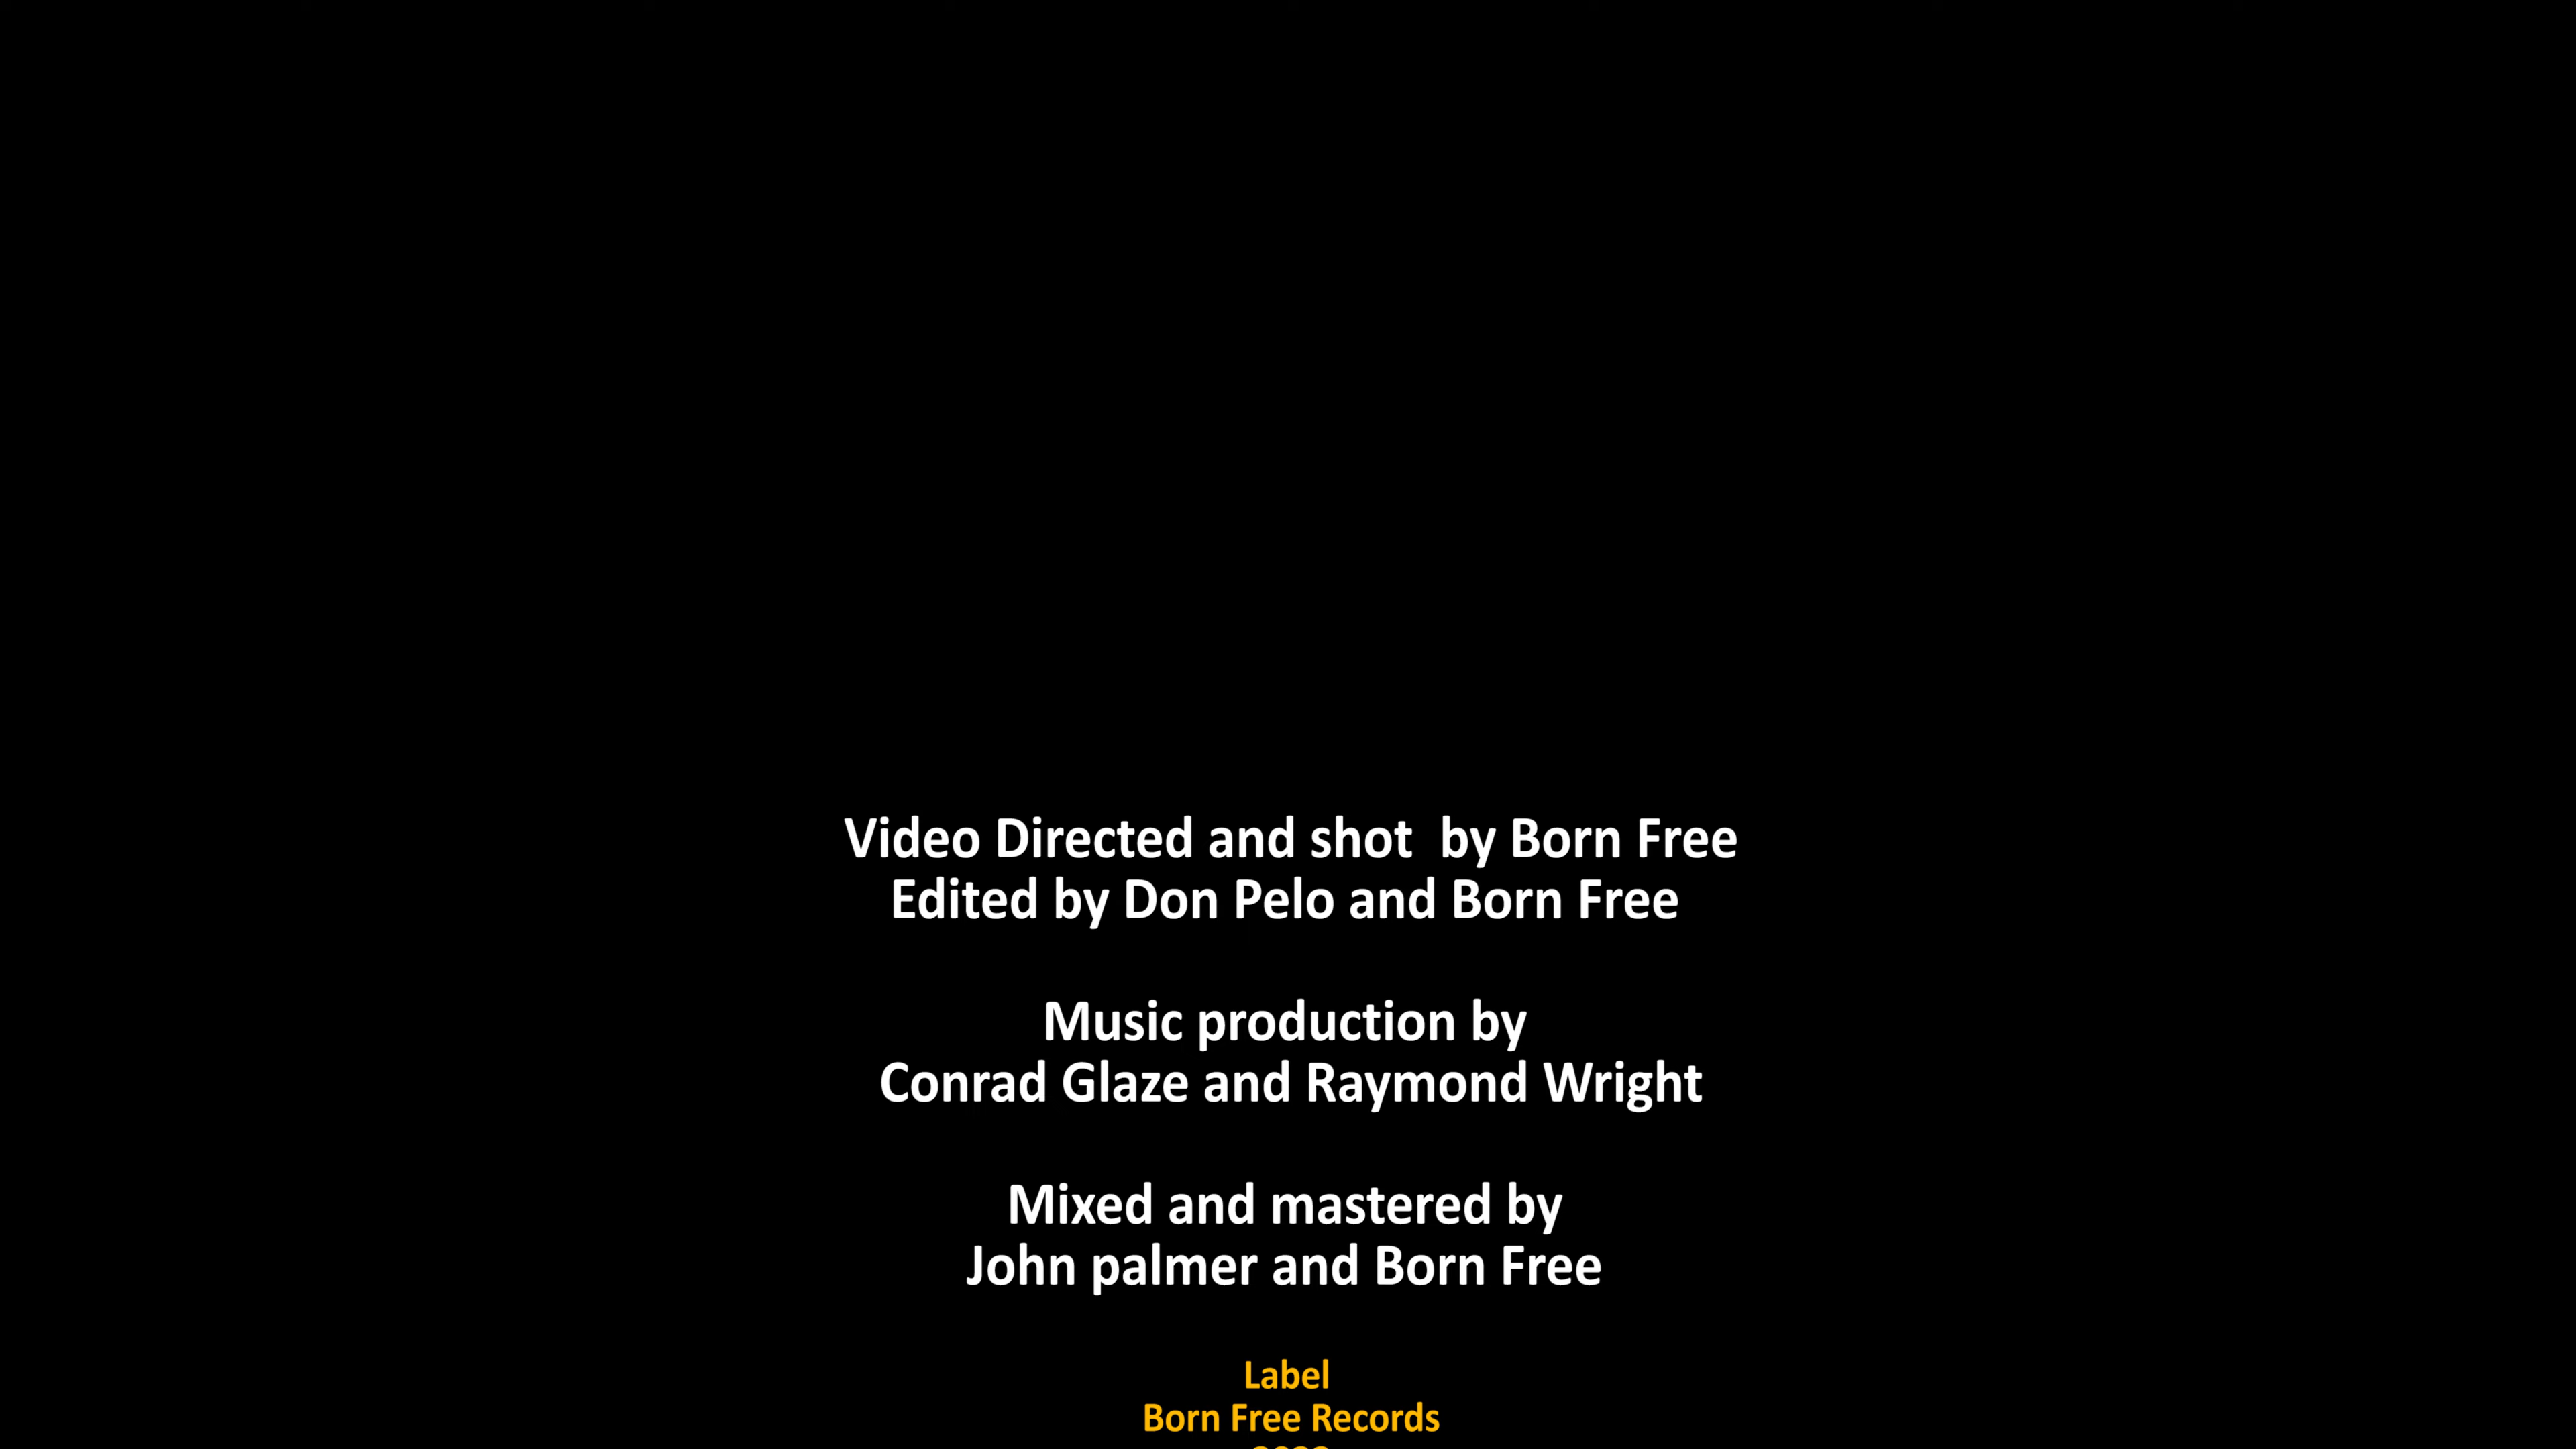 Video Directed and shot  by Born Free
Edited by Don Pelo and Born Free
Music production by
Conrad Glaze and Raymond Wright
Mixed and mastered by
John palmer and Born Free
Label
Born Free Records